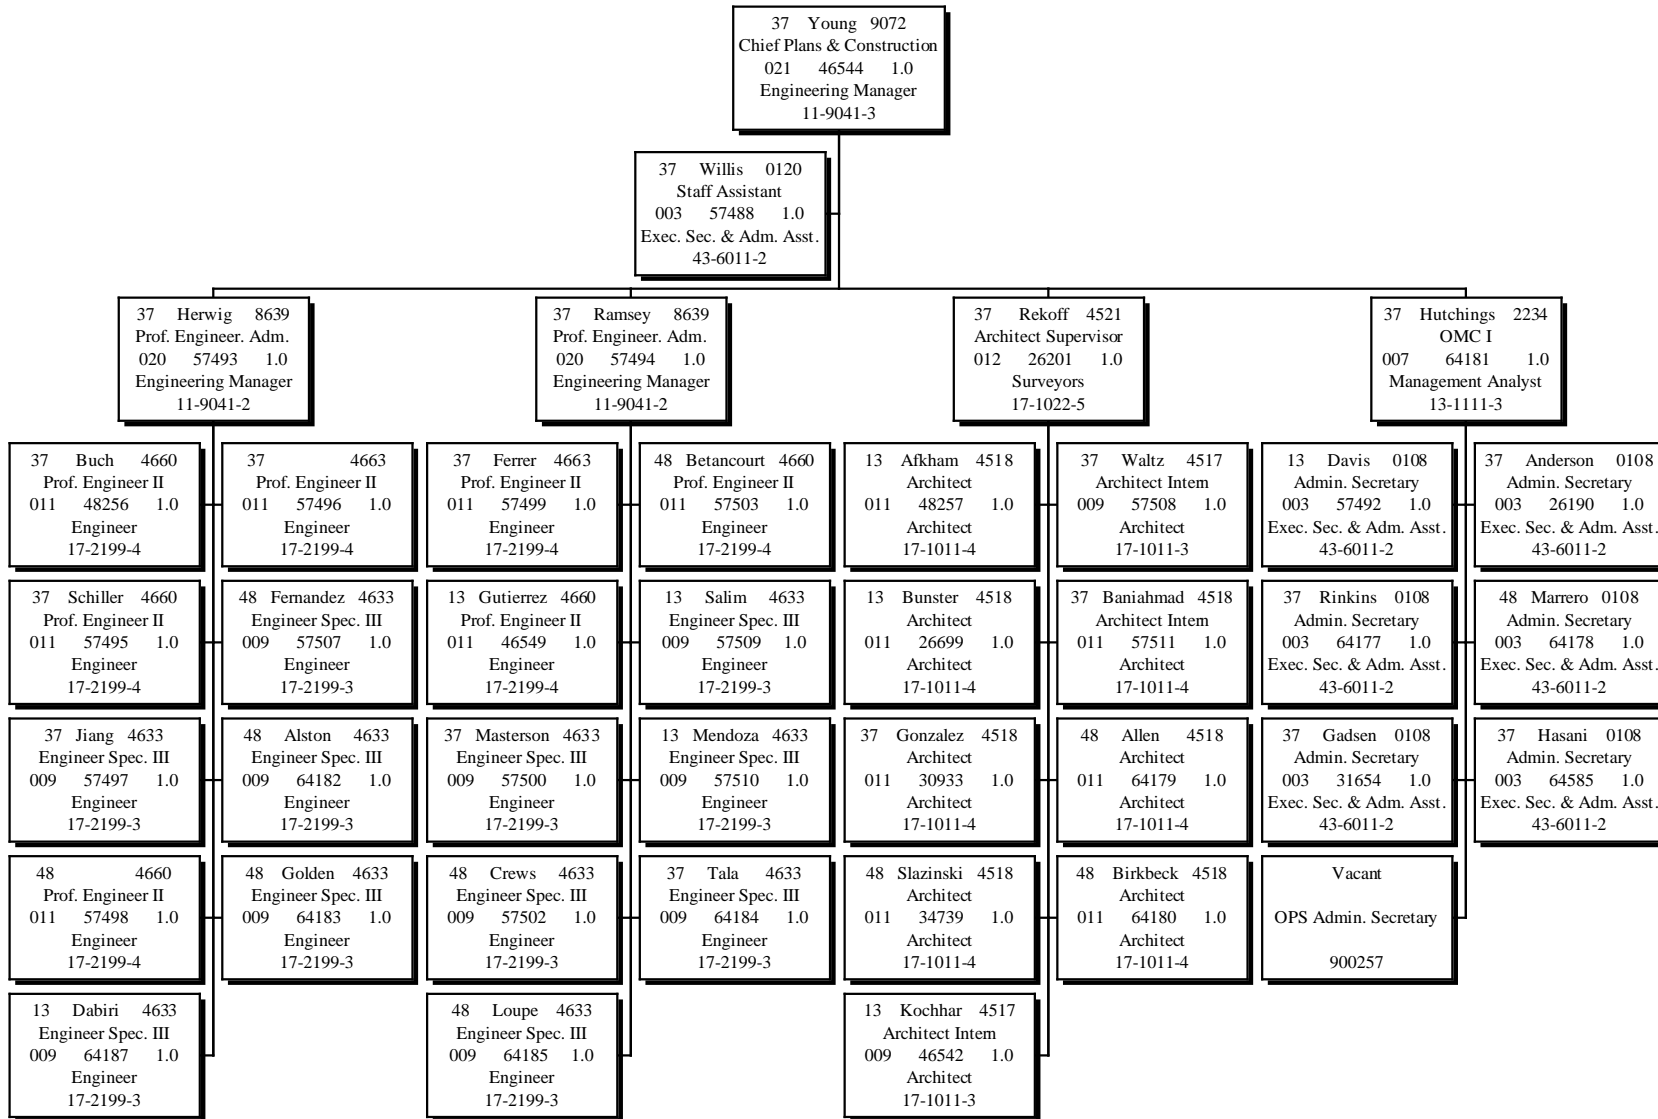 37 Young 9072
Chief Plans & Construction
021 46544 1.0
Engineering Manager
11-9041-3
37 Willis 0120
Staff Assistant
003 57488 1.0
Exec. Sec. & Adm. Asst.
43-6011-2
37 Herwig 8639
Prof. Engineer. Adm.
020 57493 1.0
Engineering Manager
11-9041-2
37 Ramsey 8639
Prof. Engineer. Adm.
020 57494 1.0
Engineering Manager
11-9041-2
37 Rekoff 4521
Architect Supervisor
012 26201 1.0
Surveyors
17-1022-5
37 Hutchings 2234
OMC I
007 64181 1.0
Management Analyst
13-1111-3
37 Buch 4660
Prof. Engineer II
011 48256 1.0
Engineer
17-2199-4
37 4663
Prof. Engineer II
011 57496 1.0
Engineer
17-2199-4
37 Ferrer 4663
Prof. Engineer II
011 57499 1.0
Engineer
17-2199-4
48 Betancourt 4660
Prof. Engineer II
011 57503 1.0
Engineer
17-2199-4
13 Afkham 4518
Architect
011 48257 1.0
Architect
17-1011-4
37 Waltz 4517
Architect Intern
009 57508 1.0
Architect
17-1011-3
13 Davis 0108
Admin. Secretary
003 57492 1.0
Exec. Sec. & Adm. Asst.
43-6011-2
37 Anderson 0108
Admin. Secretary
003 26190 1.0
Exec. Sec. & Adm. Asst.
43-6011-2
37 Schiller 4660
Prof. Engineer II
011 57495 1.0
Engineer
17-2199-4
48 Fernandez 4633
Engineer Spec. III
009 57507 1.0
Engineer
17-2199-3
13 Gutierrez 4660
Prof. Engineer II
011 46549 1.0
Engineer
17-2199-4
13 Salim 4633
Engineer Spec. III
009 57509 1.0
Engineer
17-2199-3
13 Bunster 4518
Architect
011 26699 1.0
Architect
17-1011-4
37 Baniahmad 4518
Architect Intern
011 57511 1.0
Architect
17-1011-4
37 Rinkins 0108
Admin. Secretary
003 64177 1.0
Exec. Sec. & Adm. Asst.
43-6011-2
48 Marrero 0108
Admin. Secretary
003 64178 1.0
Exec. Sec. & Adm. Asst.
43-6011-2
37 Jiang 4633
Engineer Spec. III
009 57497 1.0
Engineer
17-2199-3
48 Alston 4633
Engineer Spec. III
009 64182 1.0
Engineer
17-2199-3
37 Masterson 4633
Engineer Spec. III
009 57500 1.0
Engineer
17-2199-3
13 Mendoza 4633
Engineer Spec. III
009 57510 1.0
Engineer
17-2199-3
37 Gonzalez 4518
Architect
011 30933 1.0
Architect
17-1011-4
48 Allen 4518
Architect
011 64179 1.0
Architect
17-1011-4
37 Gadsen 0108
Admin. Secretary
003 31654 1.0
Exec. Sec. & Adm. Asst.
43-6011-2
37 Hasani 0108
Admin. Secretary
003 64585 1.0
Exec. Sec. & Adm. Asst.
43-6011-2
48 4660
Prof. Engineer II
011 57498 1.0
Engineer
17-2199-4
48 Golden 4633
Engineer Spec. III
009 64183 1.0
Engineer
17-2199-3
48 Crews 4633
Engineer Spec. III
009 57502 1.0
Engineer
17-2199-3
37 Tala 4633
Engineer Spec. III
009 64184 1.0
Engineer
17-2199-3
48 Slazinski 4518
Architect
011 34739 1.0
Architect
17-1011-4
48 Birkbeck 4518
Architect
011 64180 1.0
Architect
17-1011-4
Vacant
OPS Admin. Secretary
900257
13 Dabiri 4633
Engineer Spec. III
009 64187 1.0
Engineer
17-2199-3
48 Loupe 4633
Engineer Spec. III
009 64185 1.0
Engineer
17-2199-3
13 Kochhar 4517
Architect Intern
009 46542 1.0
Architect
17-1011-3